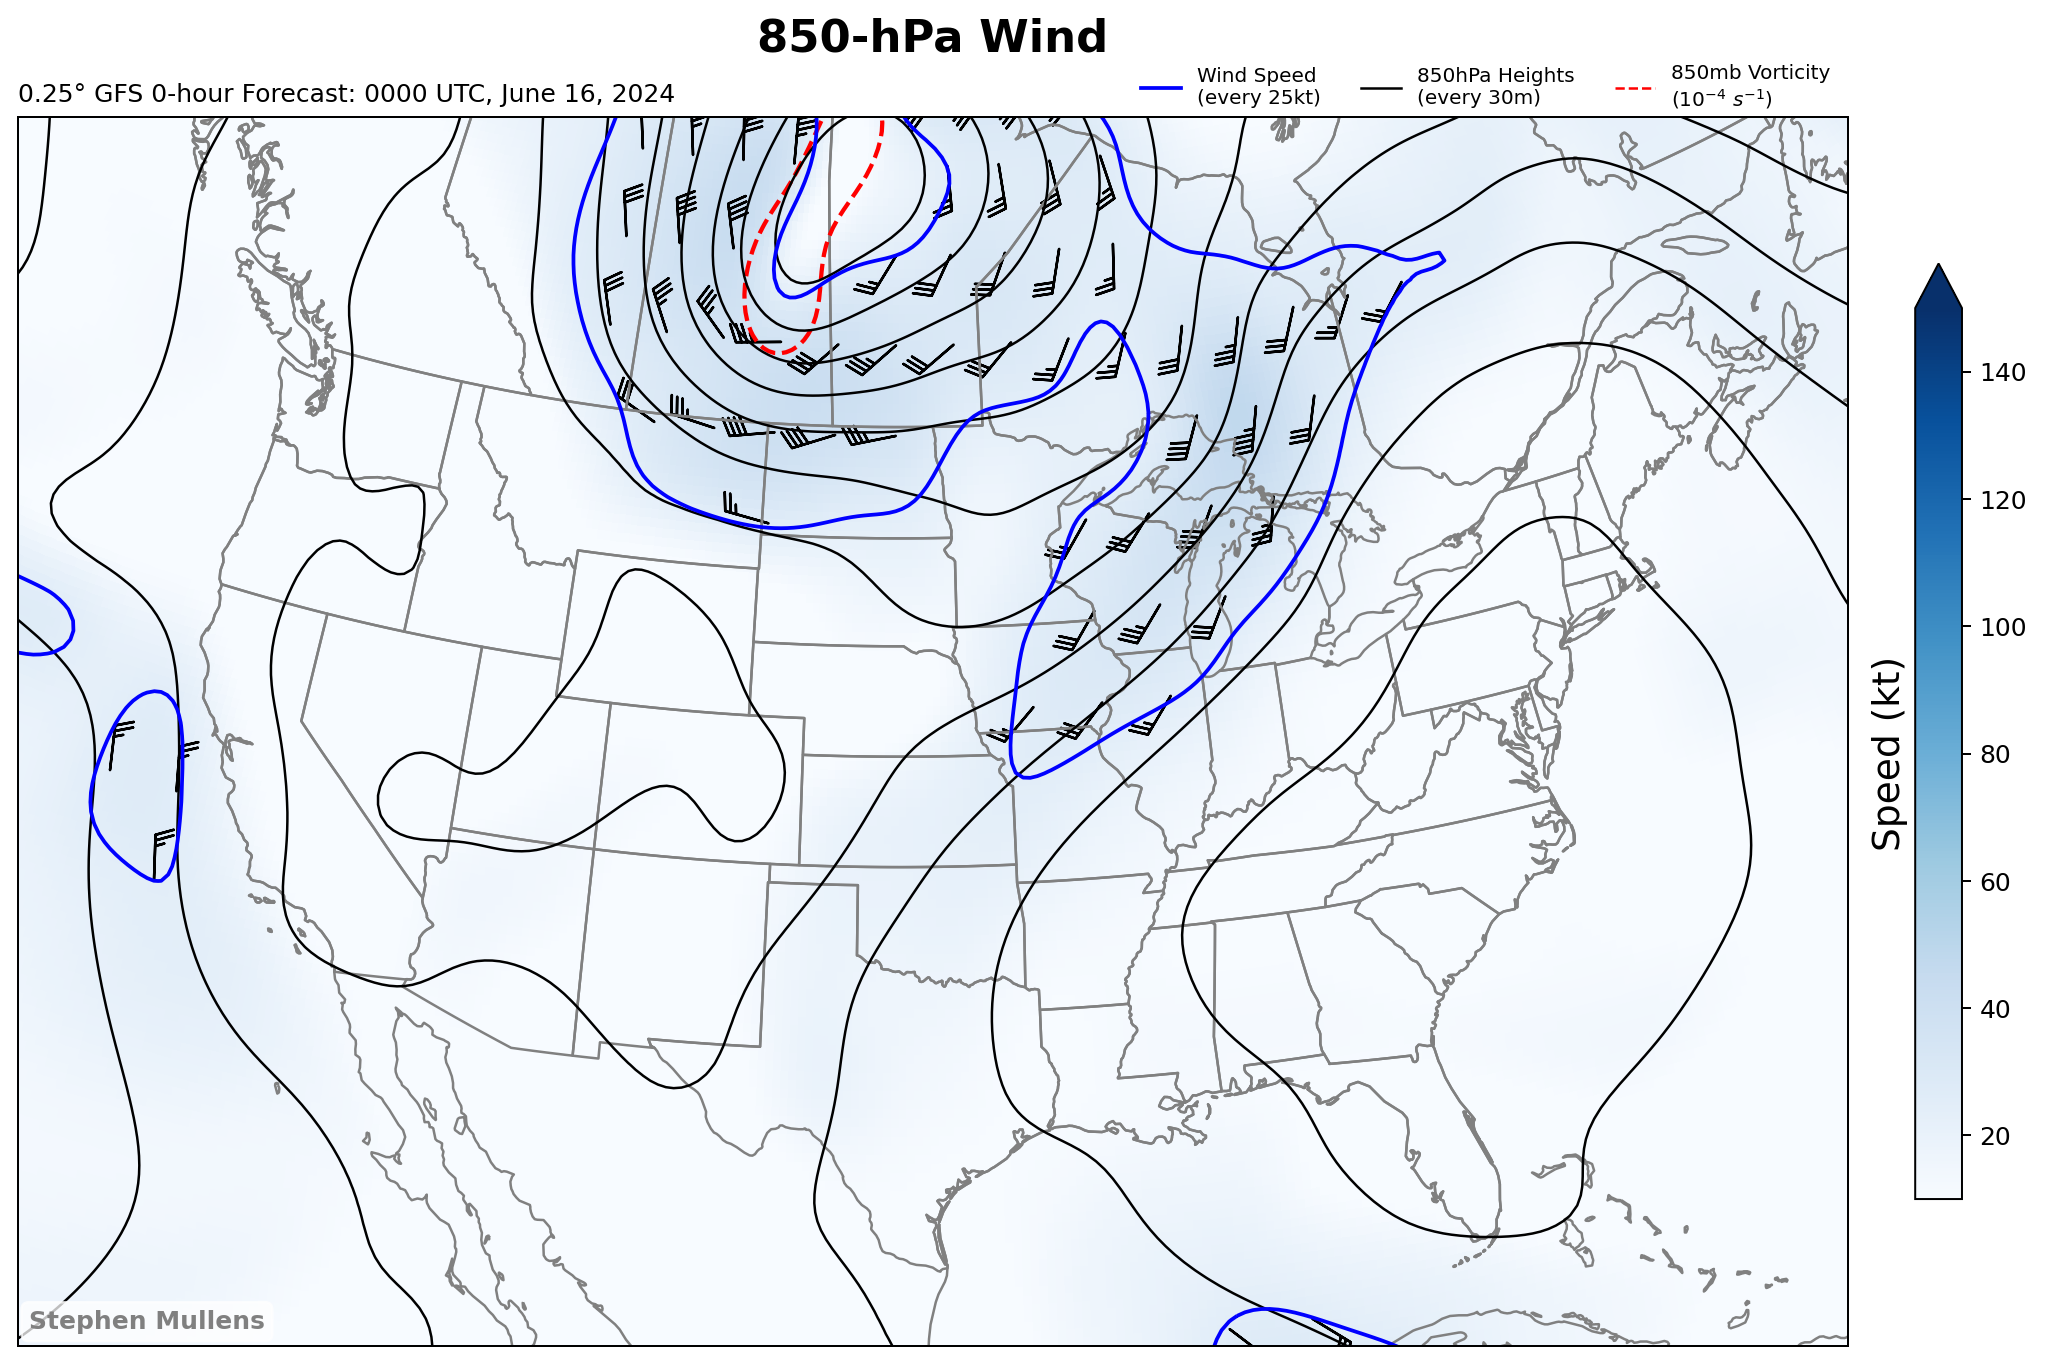 850-hPa Wind
0.25° GFS 0-hour Forecast: 0000 UTC, June 16, 2024
Wind Speed
(every 25kt)
850hPa Heights
(every 30m)
850mb Vorticity
(10⁻⁴ s⁻¹)
140
120
100
80
60
40
20
Speed (kt)
Stephen Mullens